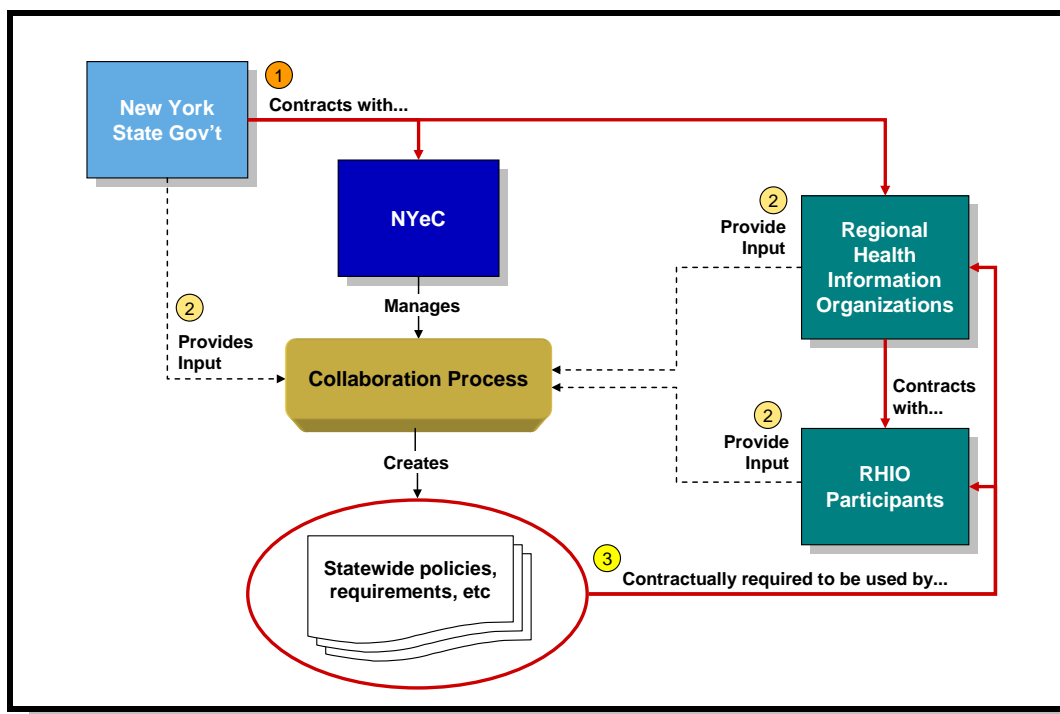 1
Contracts with...
New York
State Gov’t
NYeC
2
Provide
Input
Regional
Health
Information
Organizations
Manages
2
Provides
Input
Collaboration Process
Contracts
with...
2
Provide
Input
RHIO
Participants
Creates
Statewide policies,
requirements, etc
3
Contractually required to be used by...